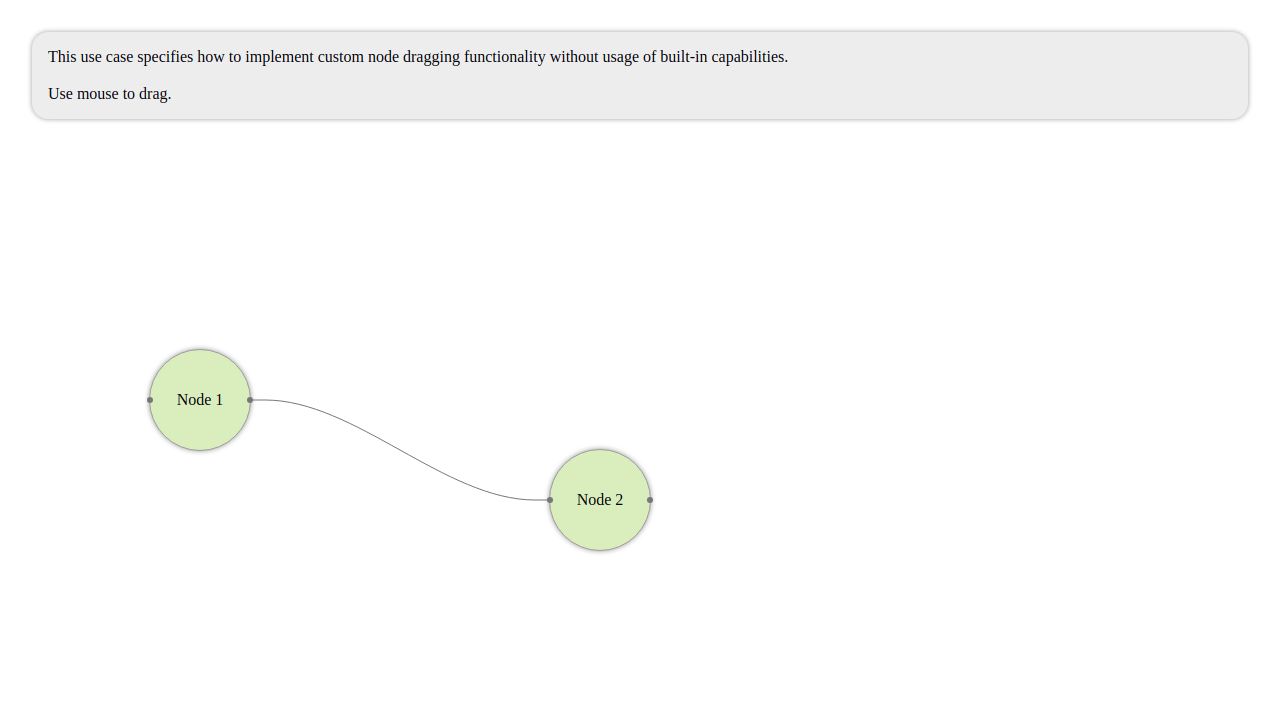 This use case specifies how to implement custom node dragging functionality without usage of built-in capabilities.
Use mouse to drag.
Node 1
Node 2